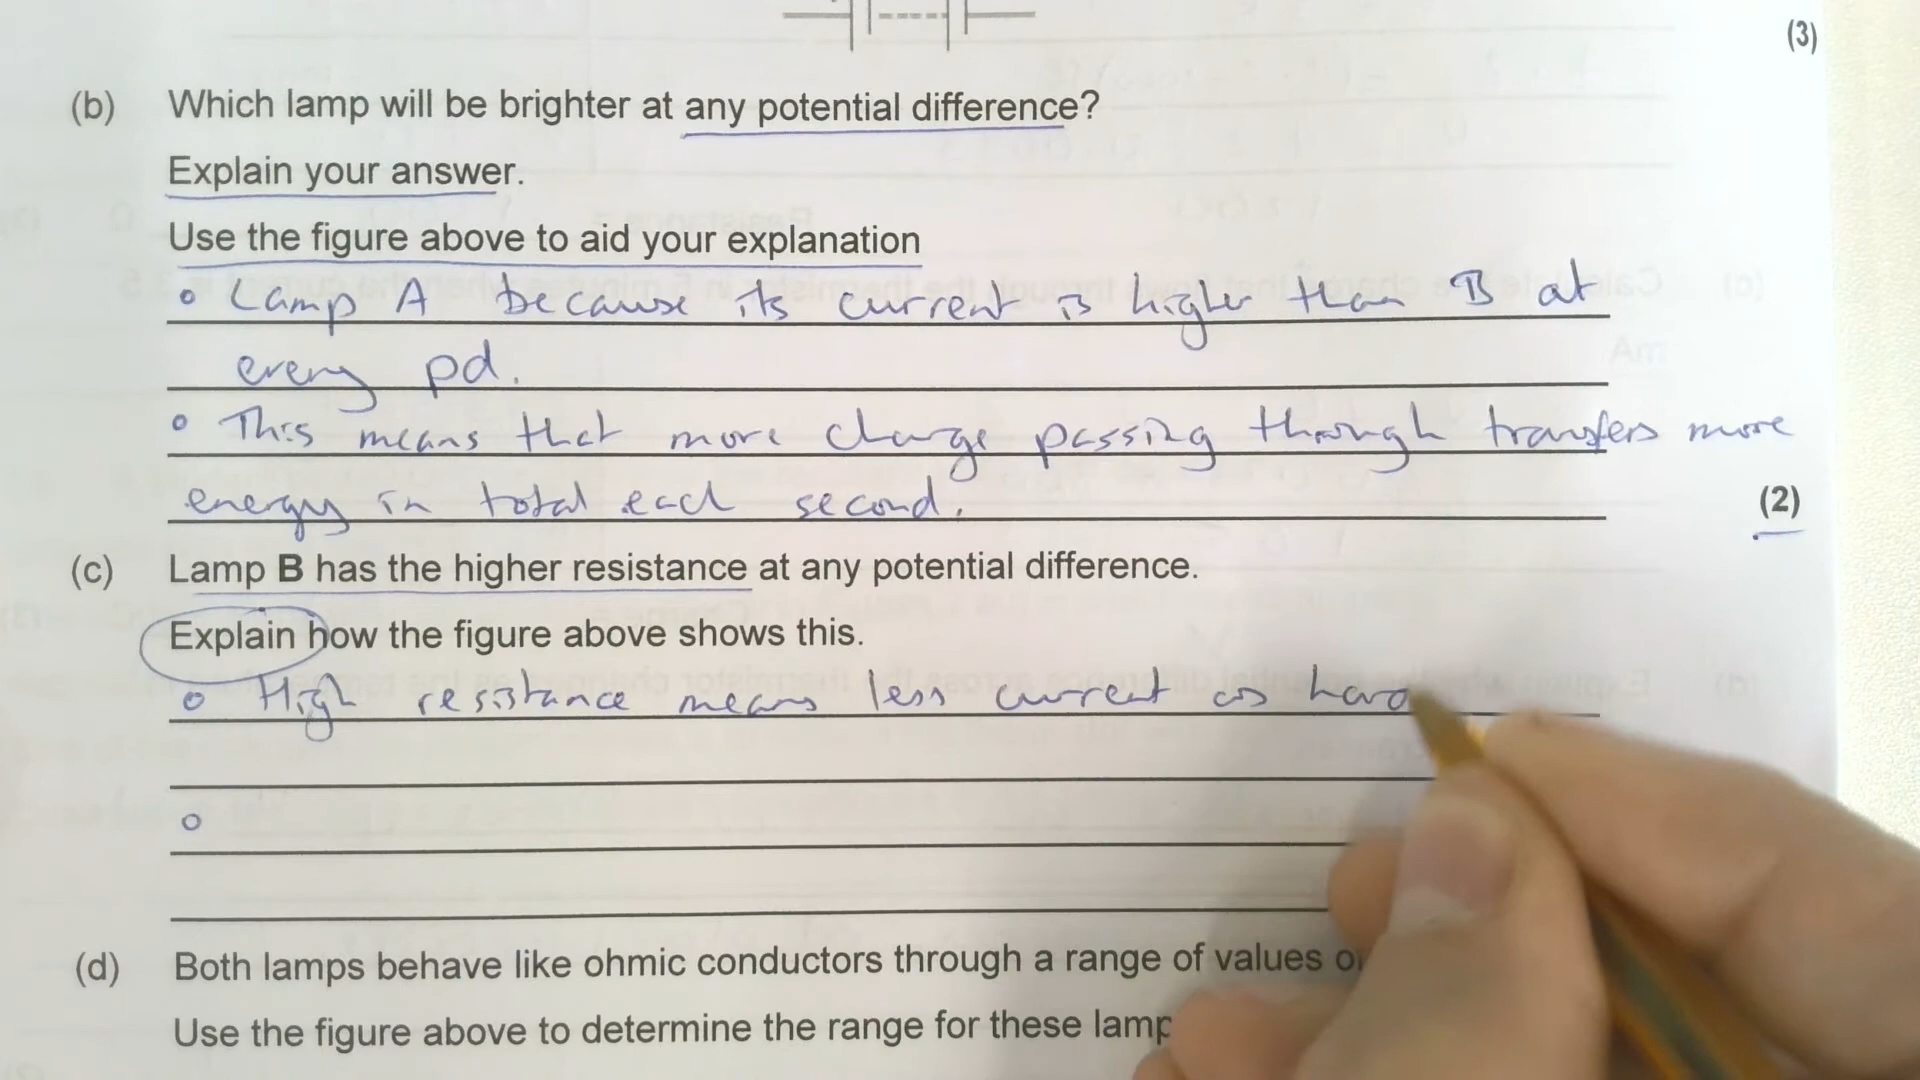 (3)
(b) Which lamp will be brighter at any potential difference?
Explain your answer.
Use the figure above to aid your explanation
Lamp A because its current is higher than B at
every pd.
This means that more charge passing through transfers more
energy in total each second.
(2)
(c) Lamp B has the higher resistance at any potential difference.
Explain how the figure above shows this.
High resistance means less current as
(d) Both lamps behave like ohmic conductors through a range of values
Use the figure above to determine the range for these